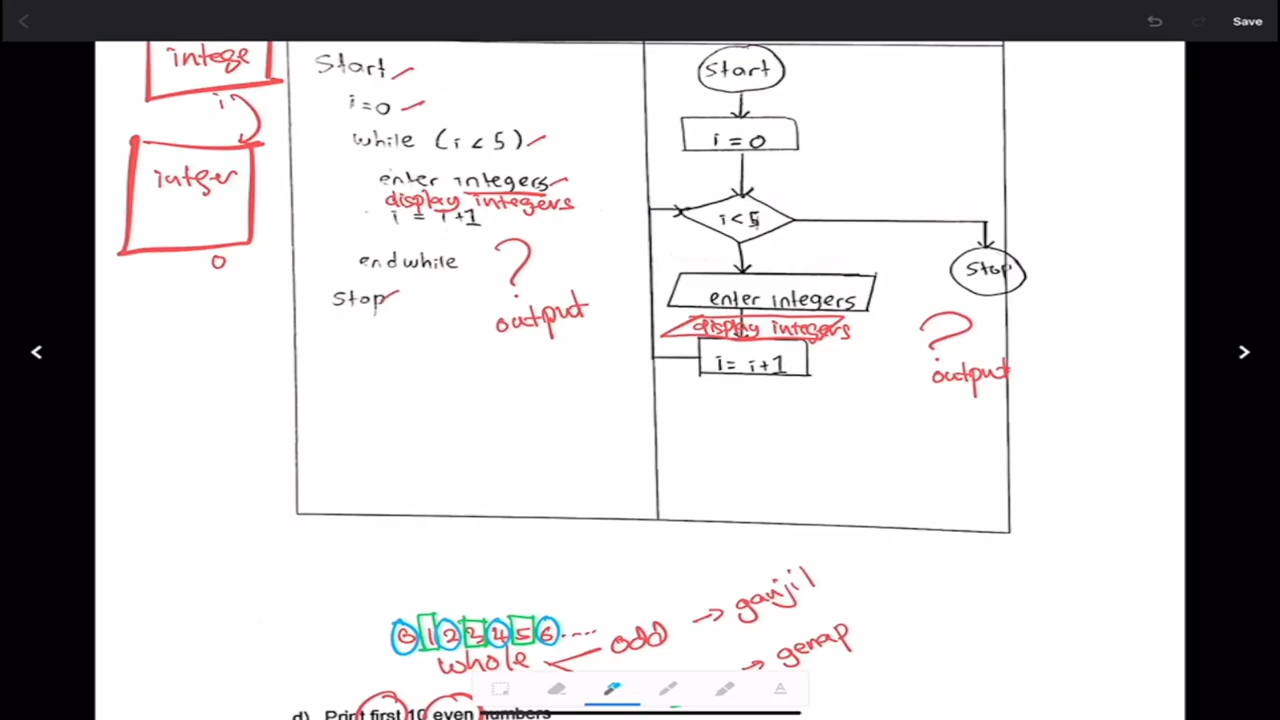 Save
intege
i
integer
0
Start
i=0
while (i < 5)
enter integers
display integers
i = i+1
endwhile
Stop
?
output
Start
i = 0
i < 5
Stop
enter integers
display integers
i = i+1
?
output
0 1 2 3 4 5 6 ....
whole
odd → ganjil
→ genap
d) Print first 10 even numbers
A